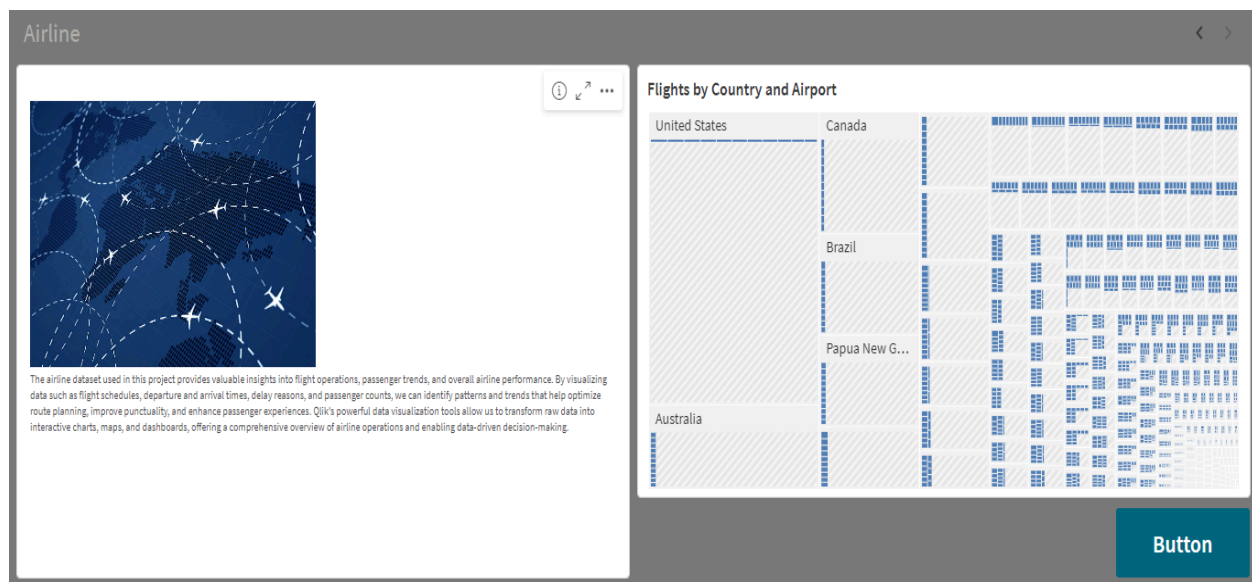 Airline
The airline dataset used in this project provides valuable insights into flight operations, passenger trends, and overall airline performance. By visualizing
data such as flight schedules, departure and arrival times, delay reasons, and passenger counts, we can identify patterns and trends that help optimize
route planning, improve punctuality, and enhance passenger experiences. Qlik's powerful data visualization tools allow us to transform raw data into
interactive charts, maps, and dashboards, offering a comprehensive overview of airline operations and enabling data-driven decision-making.
Flights by Country and Airport
United States
Canada
Brazil
Papua New G...
Australia
Button